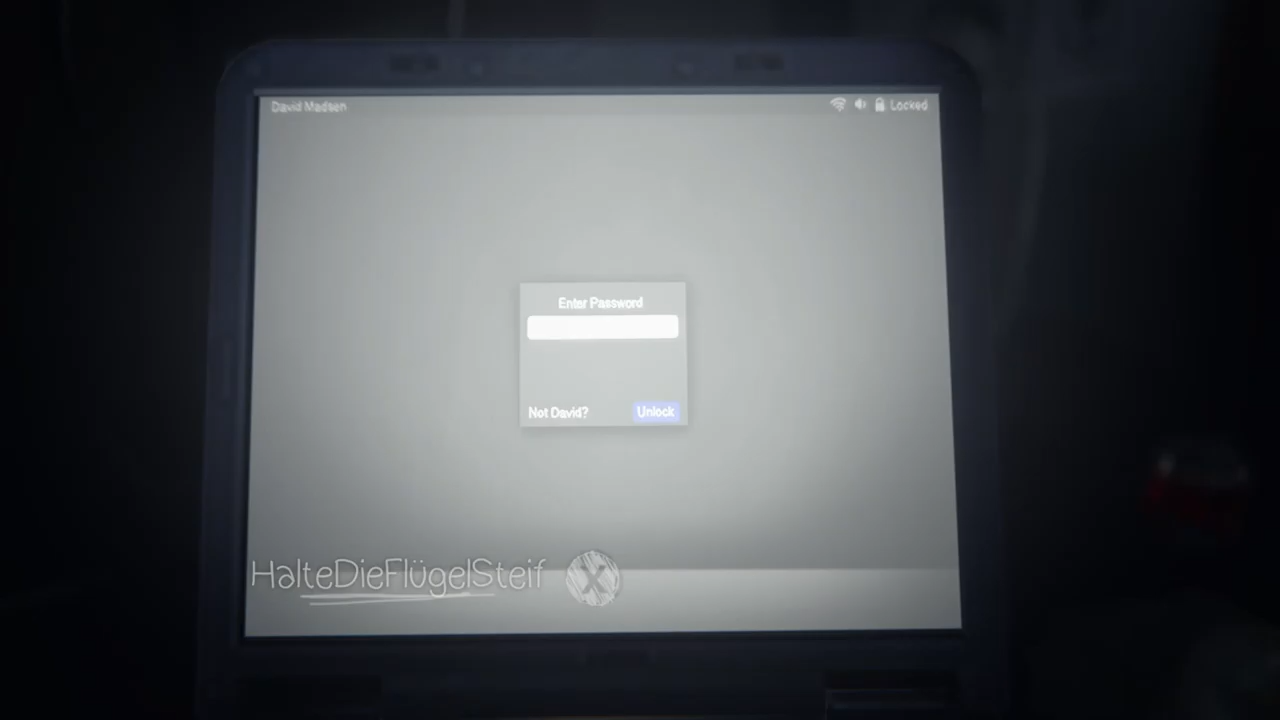 David Madsen
Locked
Enter Password
Not David?
Unlock
HalteDieFlügelSteif X